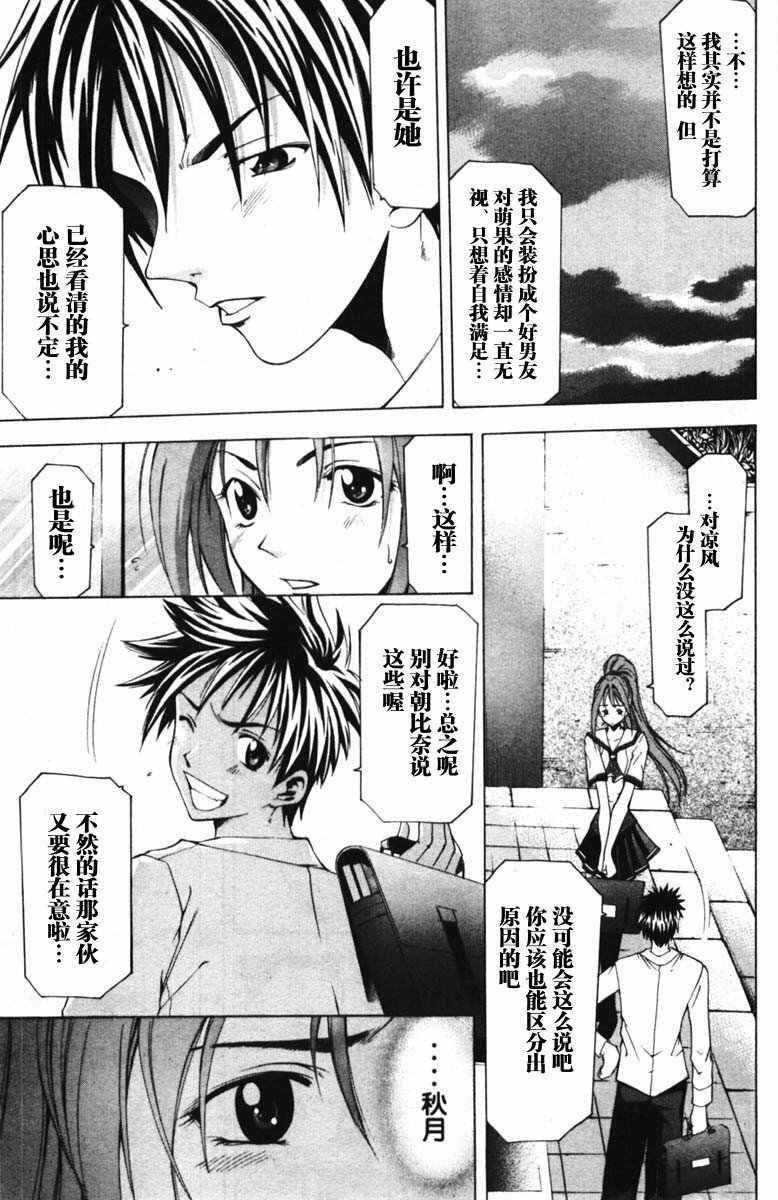 …不…
我其实并不是打算
这样想的 但
我只会装扮成个好男友
对萌果的感情却一直无
视、只想着自我满足…
也许是她
已经看清的我的
心思也说不定…
…对凉风
为什么没这么说过？
没可能会这么说吧
你应该也能区分出
原因的吧
啊…这样…
也是呢…
好啦…总之呢
别对朝比奈说
这些喔
不然的话那家伙
又要很在意啦…
……
秋月